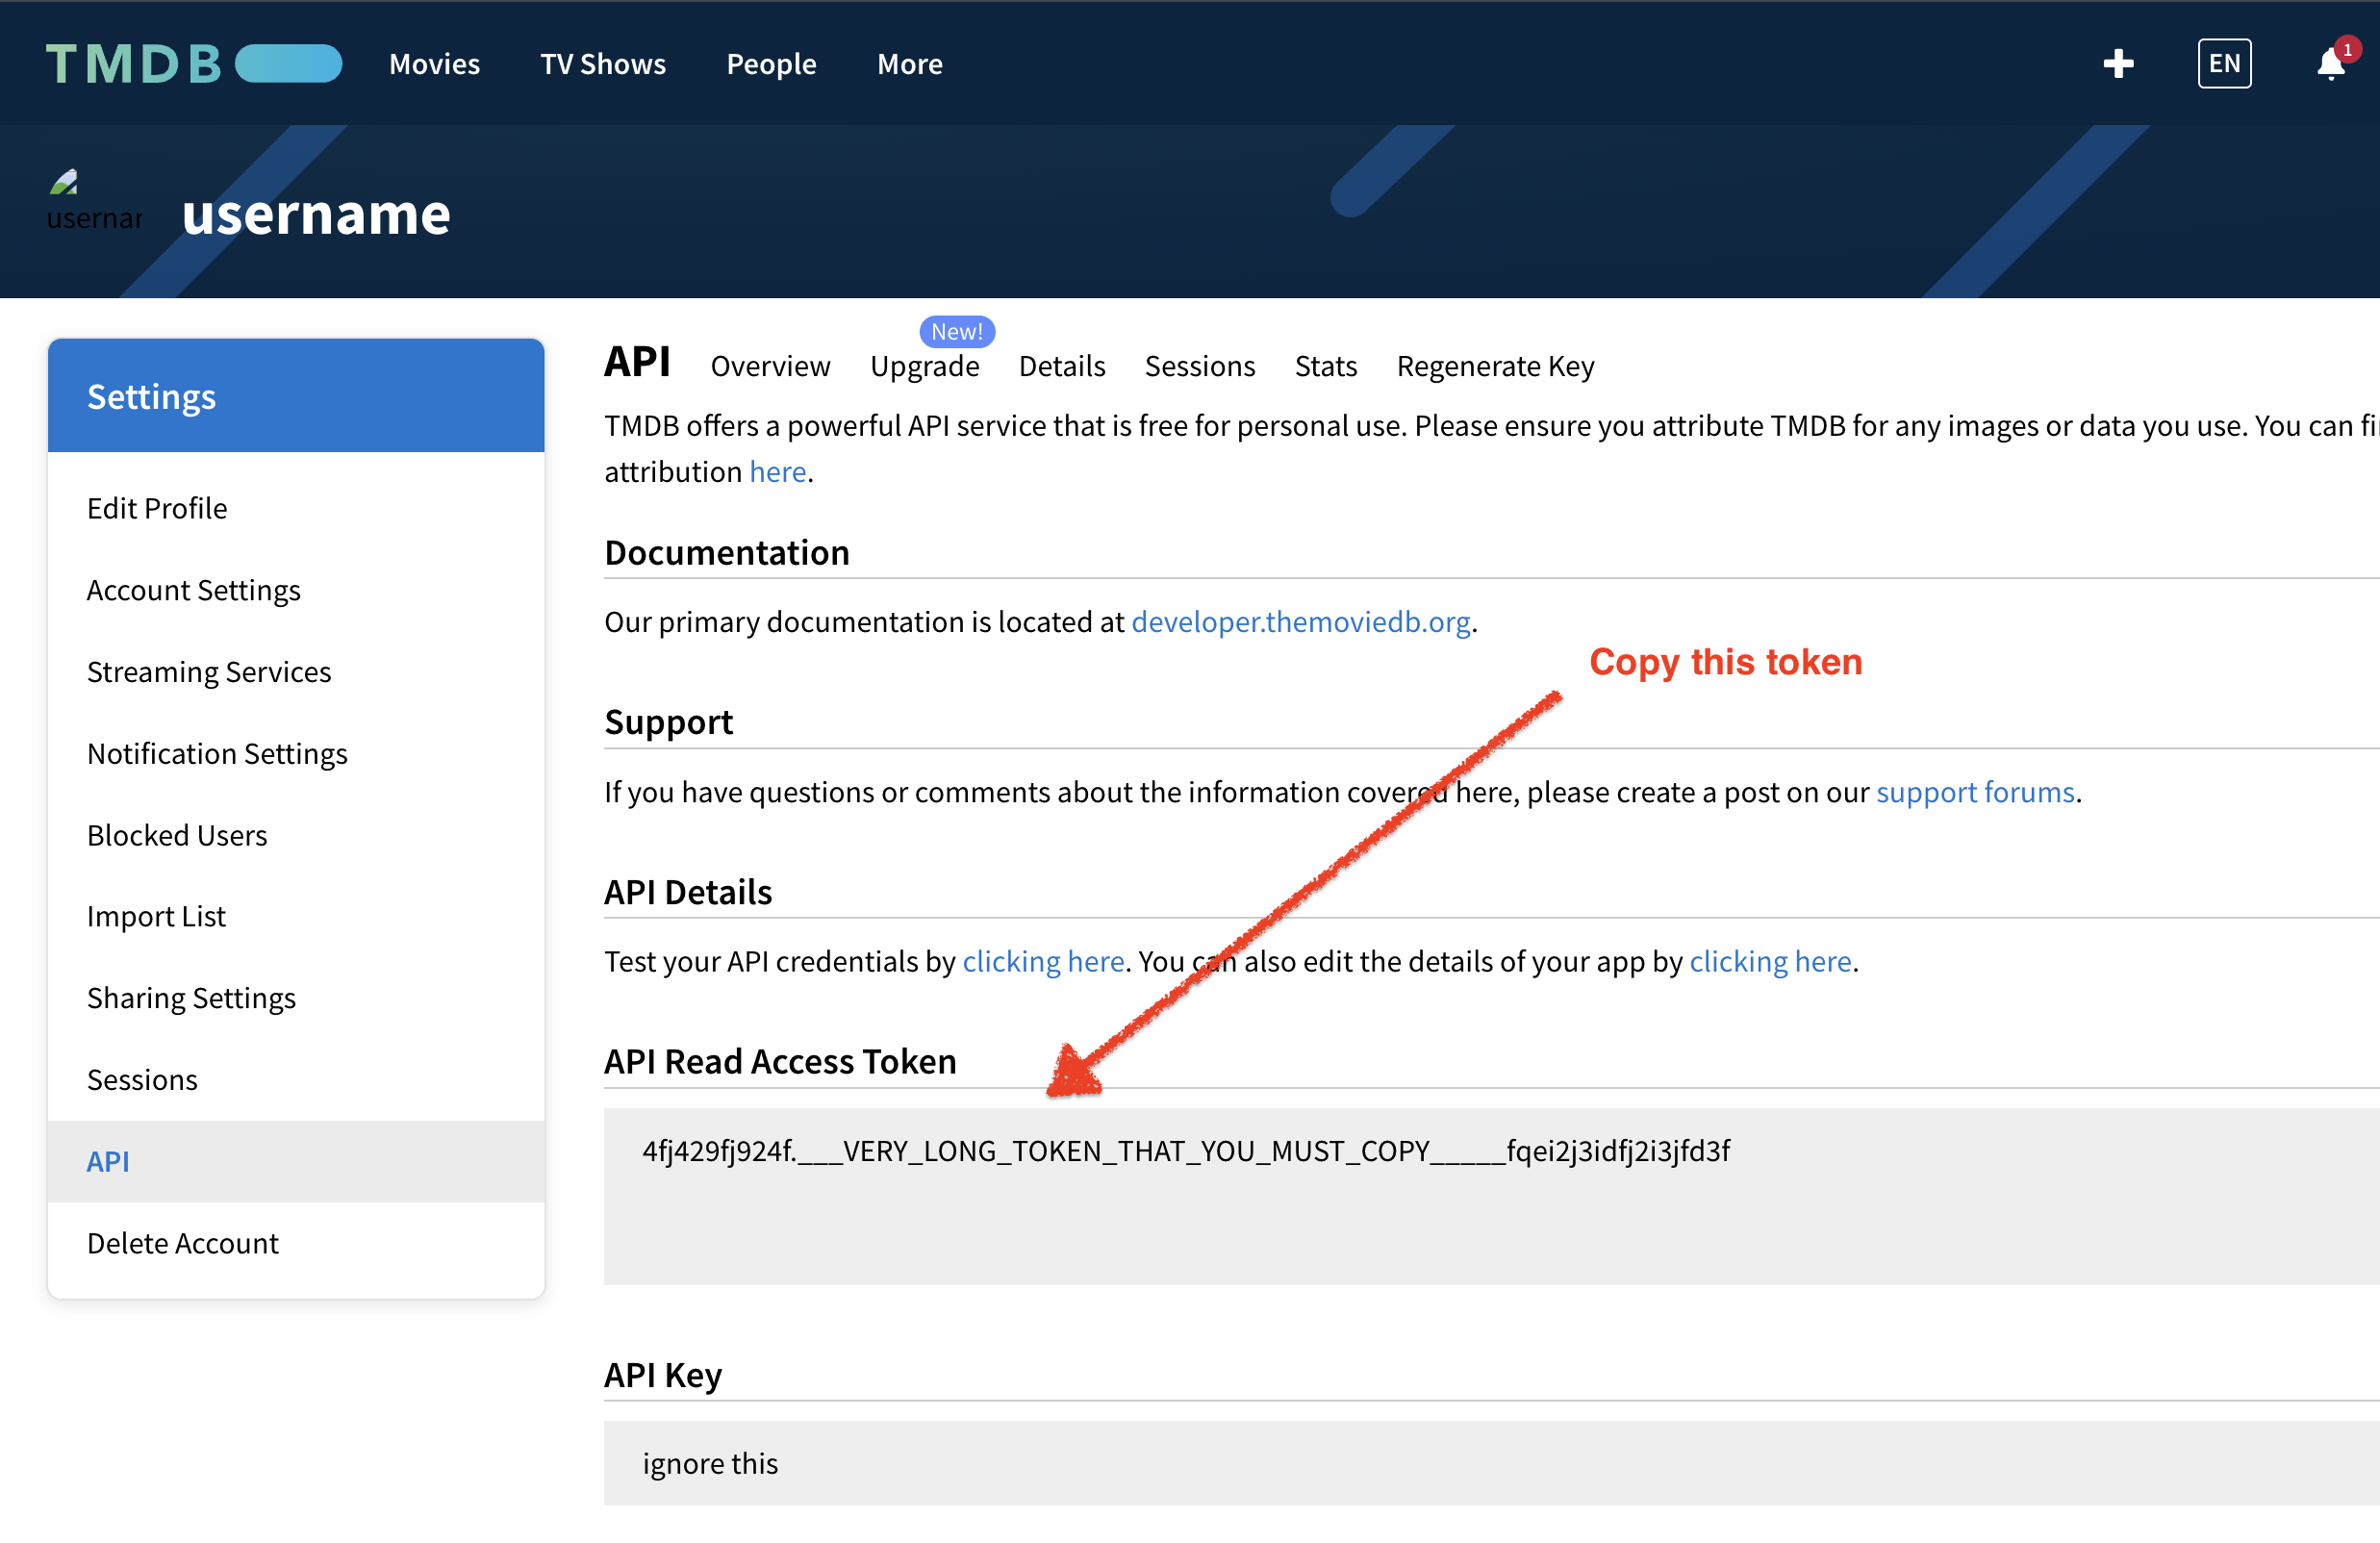 TMDB Movies TV Shows People More EN 1
usernar
username
Settings
Edit Profile
Account Settings
Streaming Services
Notification Settings
Blocked Users
Import List
Sharing Settings
Sessions
API
Delete Account
New!
API Overview Upgrade Details Sessions Stats Regenerate Key
TMDB offers a powerful API service that is free for personal use. Please ensure you attribute TMDB for any images or data you use. You can fi
attribution here.
Documentation
Our primary documentation is located at developer.themoviedb.org.
Copy this token
Support
If you have questions or comments about the information covered here, please create a post on our support forums.
API Details
Test your API credentials by clicking here. You can also edit the details of your app by clicking here.
API Read Access Token
4fj429fj924f.___VERY_LONG_TOKEN_THAT_YOU_MUST_COPY_____fqei2j3idfj2i3jfd3f
API Key
ignore this